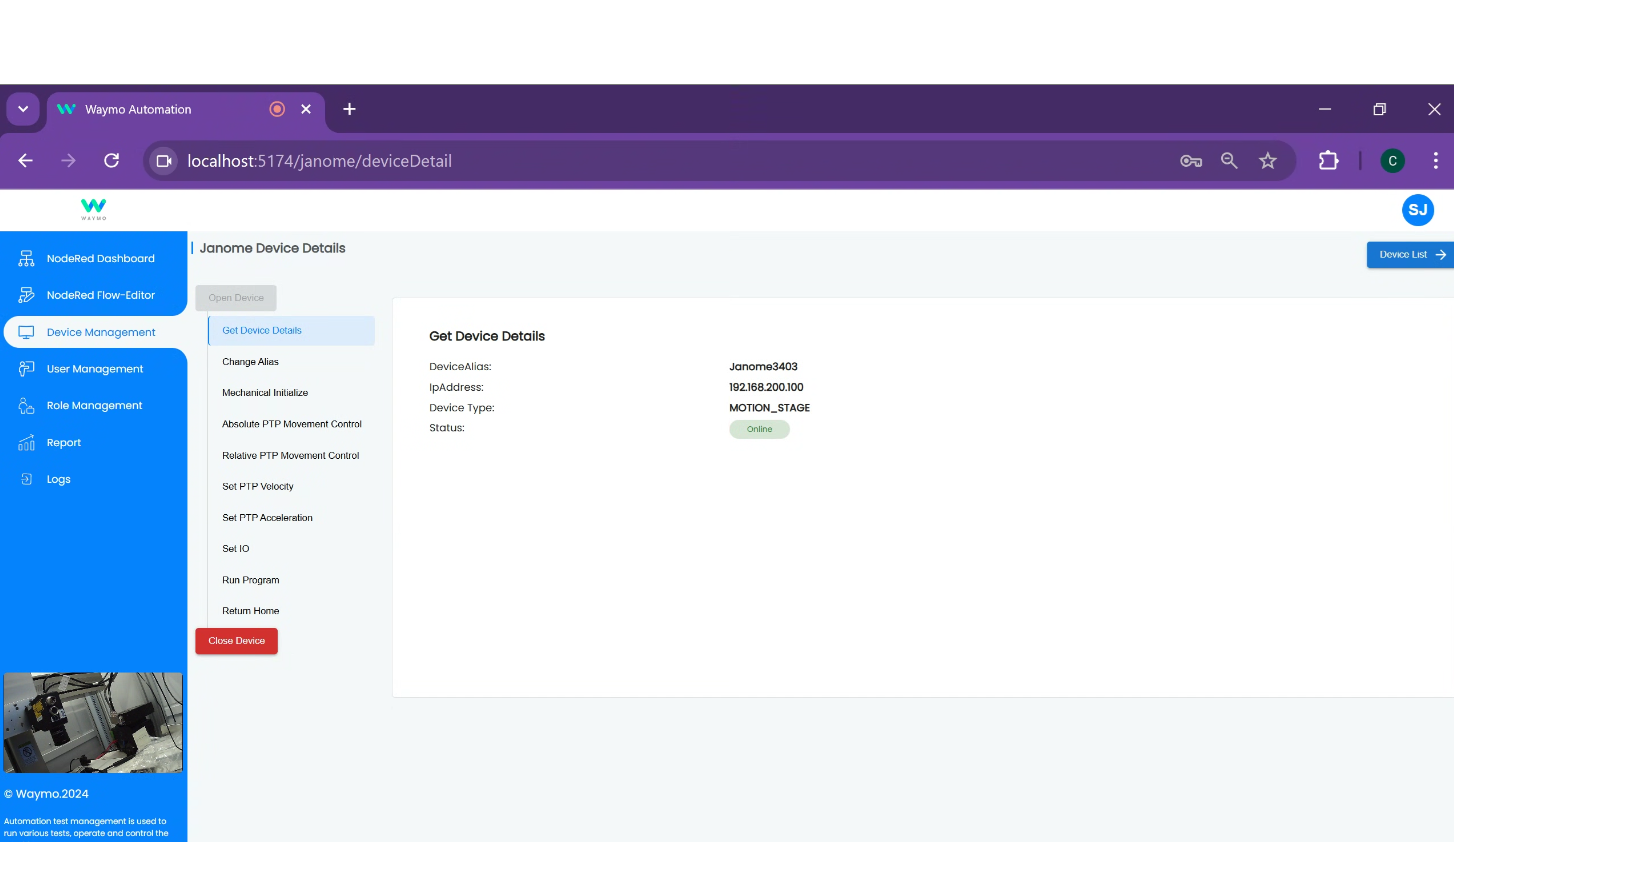 Waymo Automation
localhost:5174/janome/deviceDetail
C
WAYMO
SJ
NodeRed Dashboard
NodeRed Flow-Editor
Device Management
User Management
Role Management
Report
Logs
© Waymo.2024
Automation test management is used to
run various tests, operate and control the
Janome Device Details
Device List
Open Device
Get Device Details
Change Alias
Mechanical Initialize
Absolute PTP Movement Control
Relative PTP Movement Control
Set PTP Velocity
Set PTP Acceleration
Set IO
Run Program
Return Home
Close Device
Get Device Details
DeviceAlias: Janome3403
IpAddress: 192.168.200.100
Device Type: MOTION_STAGE
Status: Online